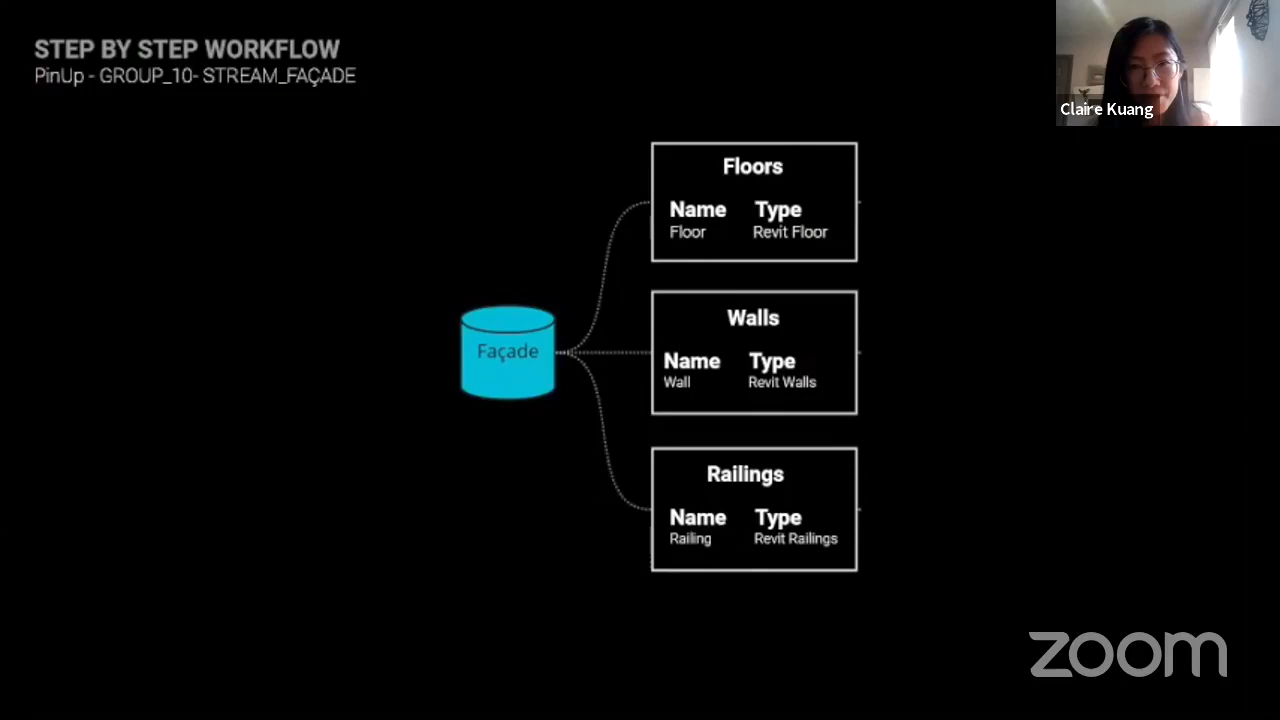 STEP BY STEP WORKFLOW
PinUp - GROUP_10- STREAM_FAÇADE
Claire Kuang
Floors
Name Type
Floor Revit Floor
Façade
Walls
Name Type
Wall Revit Walls
Railings
Name Type
Railing Revit Railings
zoom